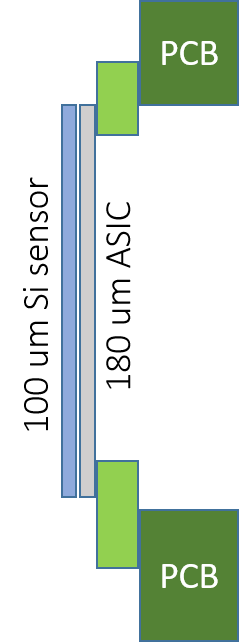 PCB
100 um Si sensor
180 um ASIC
PCB